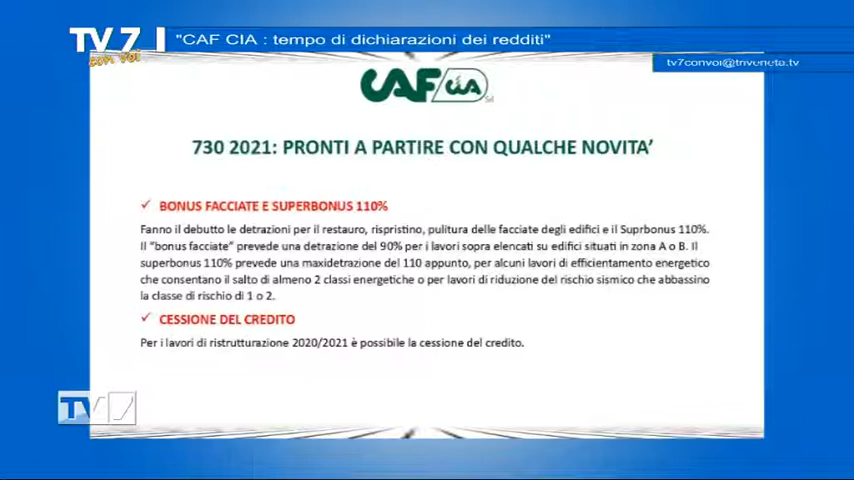 TV7
con voi
"CAF CIA : tempo di dichiarazioni dei redditi"
tv7convoi@triveneto.tv
CAF CIA
730 2021: PRONTI A PARTIRE CON QUALCHE NOVITA'
✓ BONUS FACCIATE E SUPERBONUS 110%
Fanno il debutto le detrazioni per il restauro, rispristino, pulitura delle facciate degli edifici e il Suprbonus 110%.
Il "bonus facciate" prevede una detrazione del 90% per i lavori sopra elencati su edifici situati in zona A o B. Il
superbonus 110% prevede una maxidetrazione del 110 appunto, per alcuni lavori di efficientamento energetico
che consentano il salto di almeno 2 classi energetiche o per lavori di riduzione del rischio sismico che abbassino
la classe di rischio di 1 o 2.
✓ CESSIONE DEL CREDITO
Per i lavori di ristrutturazione 2020/2021 è possibile la cessione del credito.
TV7